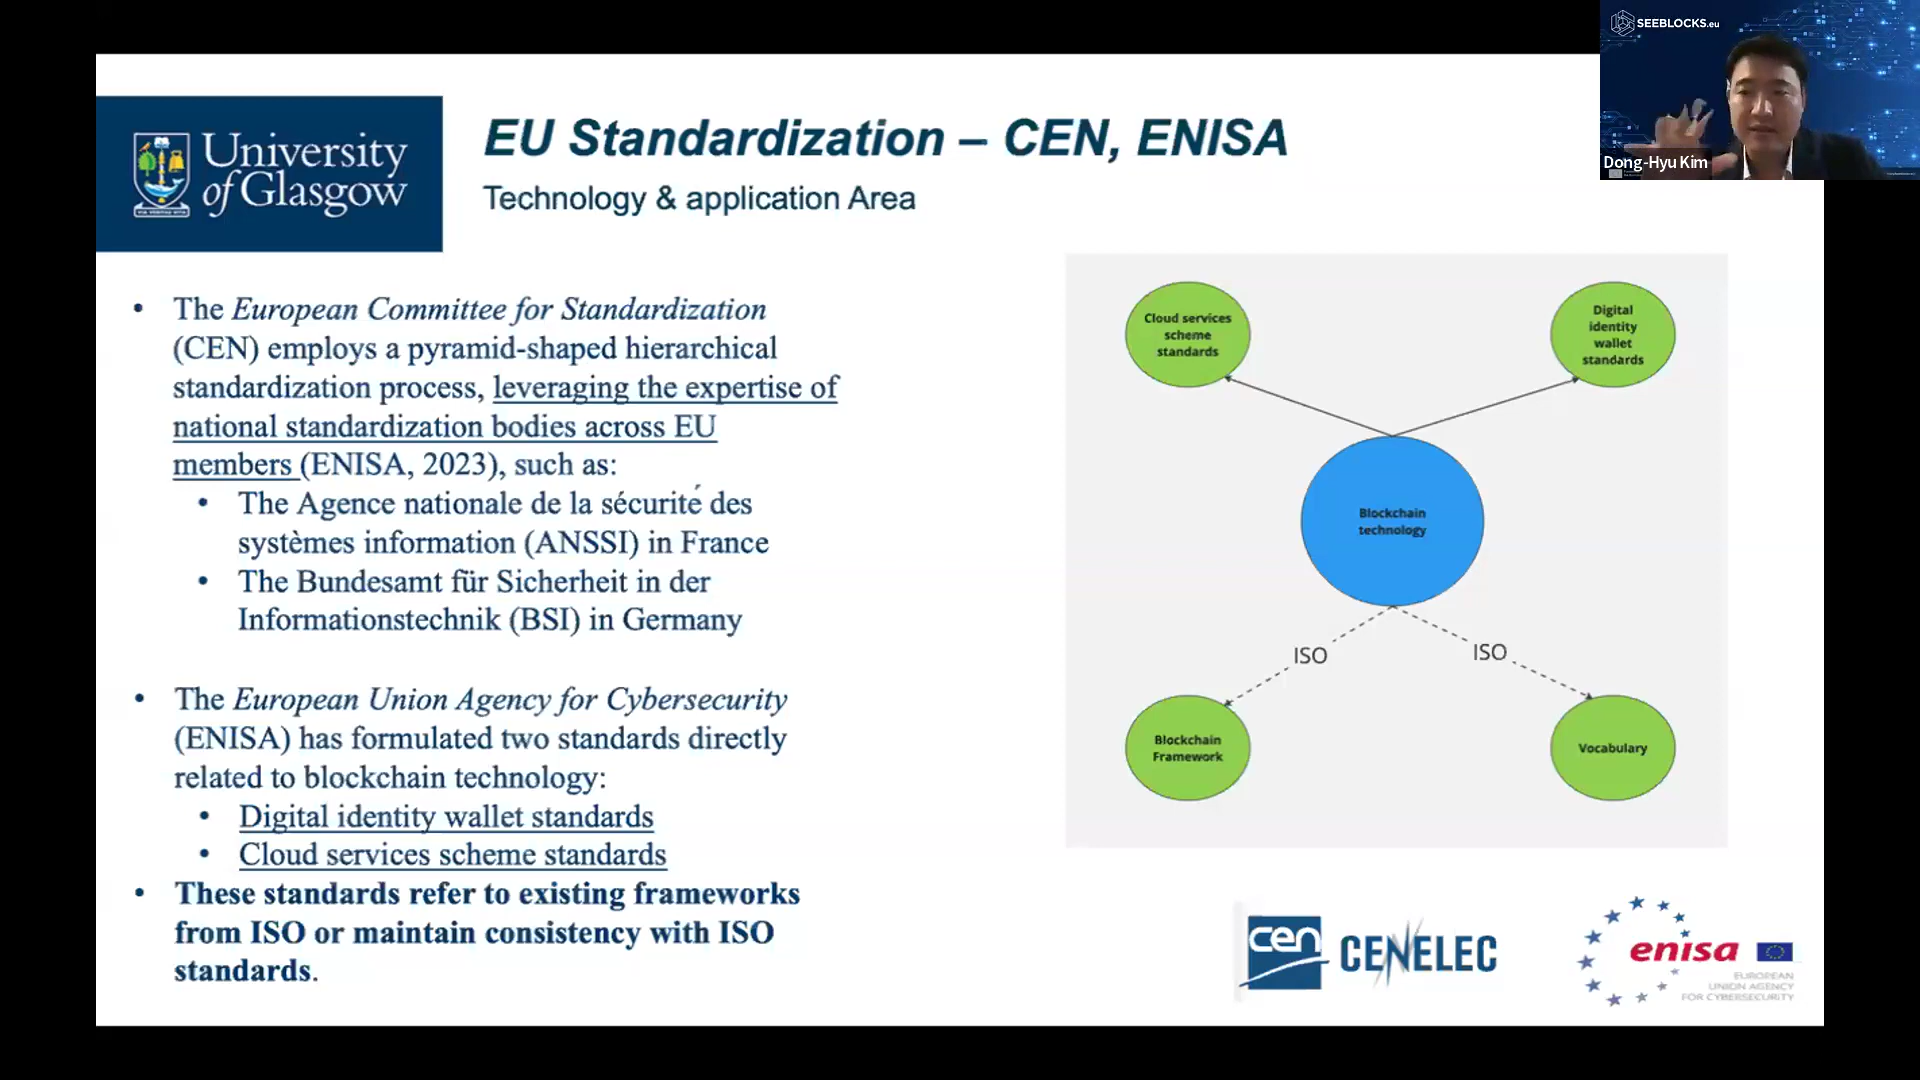 SEEBLOCKS.eu
Dong-Hyu Kim
University
of Glasgow
EU Standardization – CEN, ENISA
Technology & application Area
• The European Committee for Standardization
(CEN) employs a pyramid-shaped hierarchical
standardization process, leveraging the expertise of
national standardization bodies across EU
members (ENISA, 2023), such as:
• The Agence nationale de la sécurité des
systèmes information (ANSSI) in France
• The Bundesamt für Sicherheit in der
Informationstechnik (BSI) in Germany
• The European Union Agency for Cybersecurity
(ENISA) has formulated two standards directly
related to blockchain technology:
• Digital identity wallet standards
• Cloud services scheme standards
• These standards refer to existing frameworks
from ISO or maintain consistency with ISO
standards.
Cloud services
scheme
standards
Digital
identity
wallet
standards
Blockchain
technology
ISO
ISO
Blockchain
Framework
Vocabulary
cen
CENELEC
enisa
EUROPEAN
UNION AGENCY
FOR CYBERSECURITY